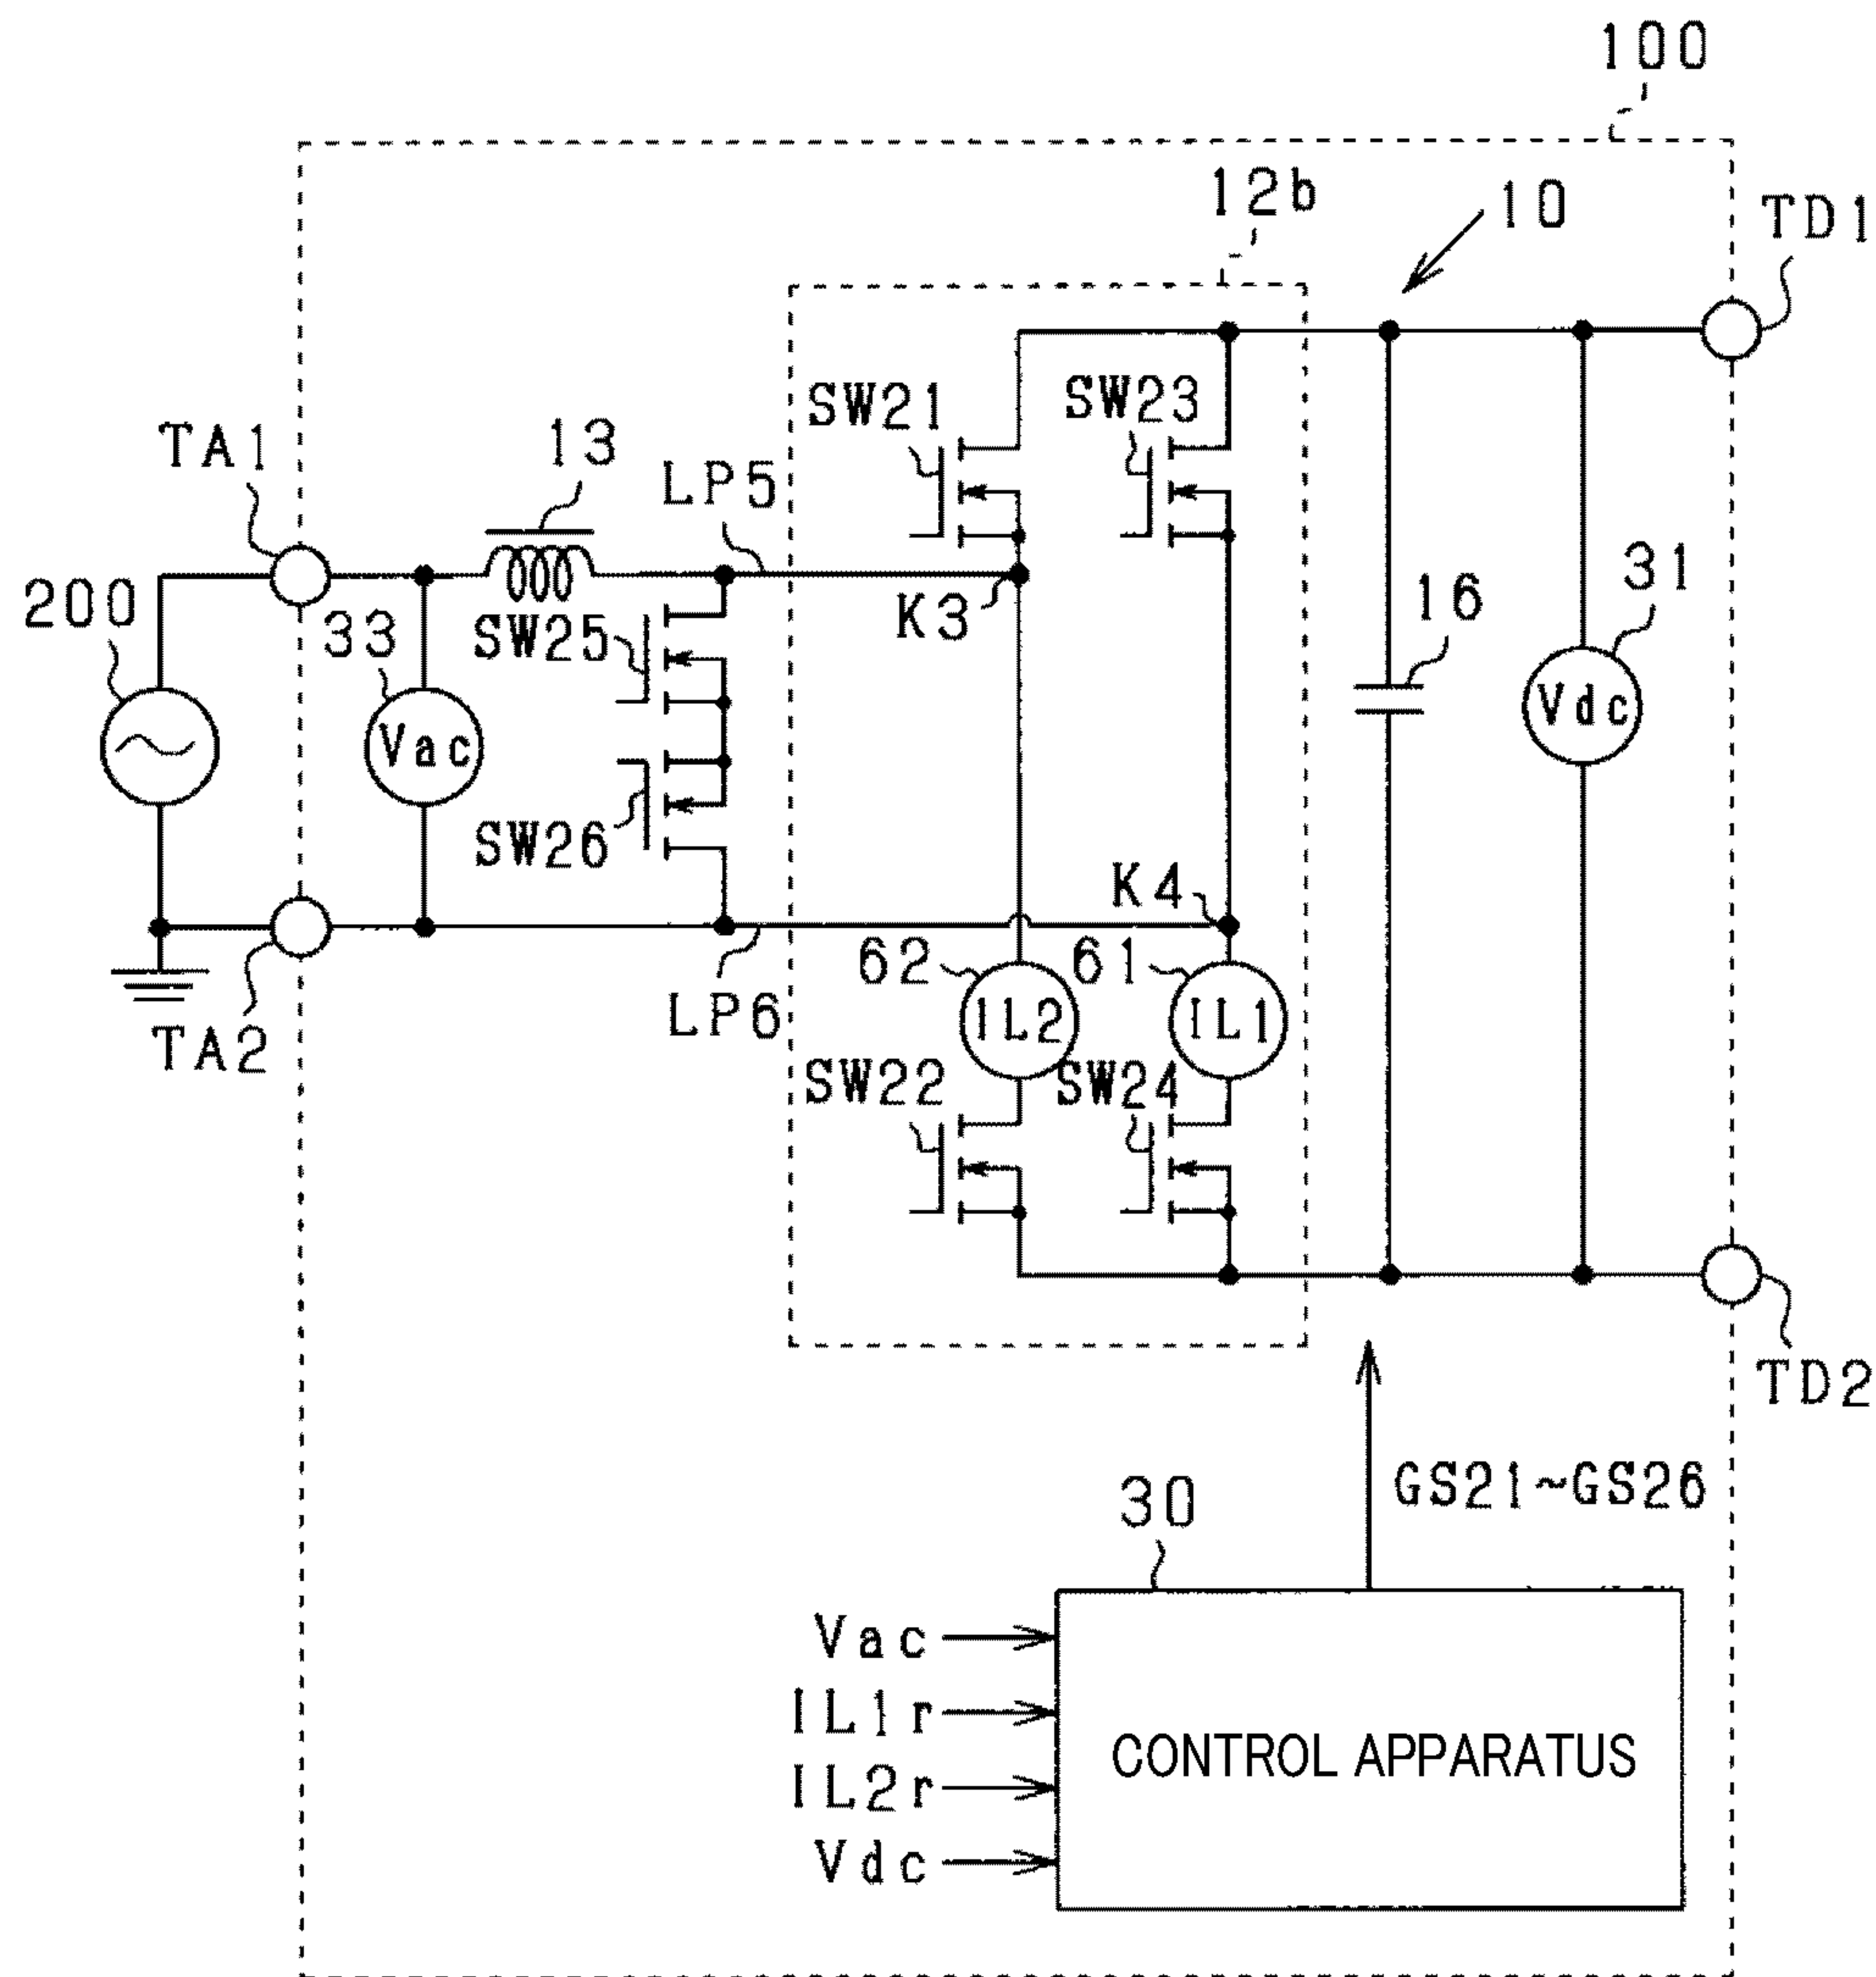 100
12b
10
TD1
SW21
SW23
TA1
13
LP5
200
33
SW25
K3
16
31
Vac
Vdc
SW26
K4
62
61
TA2
LP6
IL2
IL1
SW22
SW24
TD2
GS21~GS26
30
Vac
IL1r
IL2r
Vdc
CONTROL APPARATUS